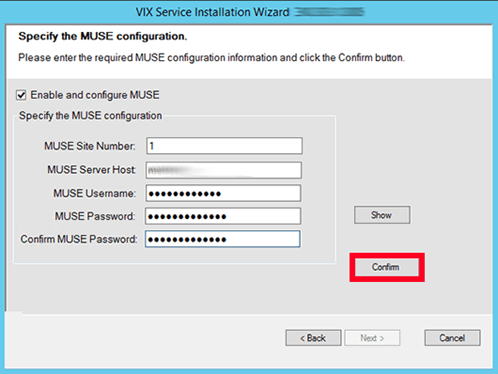 VIX Service Installation Wizard
Specify the MUSE configuration.
Please enter the required MUSE configuration information and click the Confirm button.
Enable and configure MUSE
Specify the MUSE configuration
MUSE Site Number: 1
MUSE Server Host:
MUSE Username: ●●●●●●●●●●●●
MUSE Password: ●●●●●●●●●●●●●
Show
Confirm MUSE Password: ●●●●●●●●●●●●●
Confirm
< Back Next > Cancel